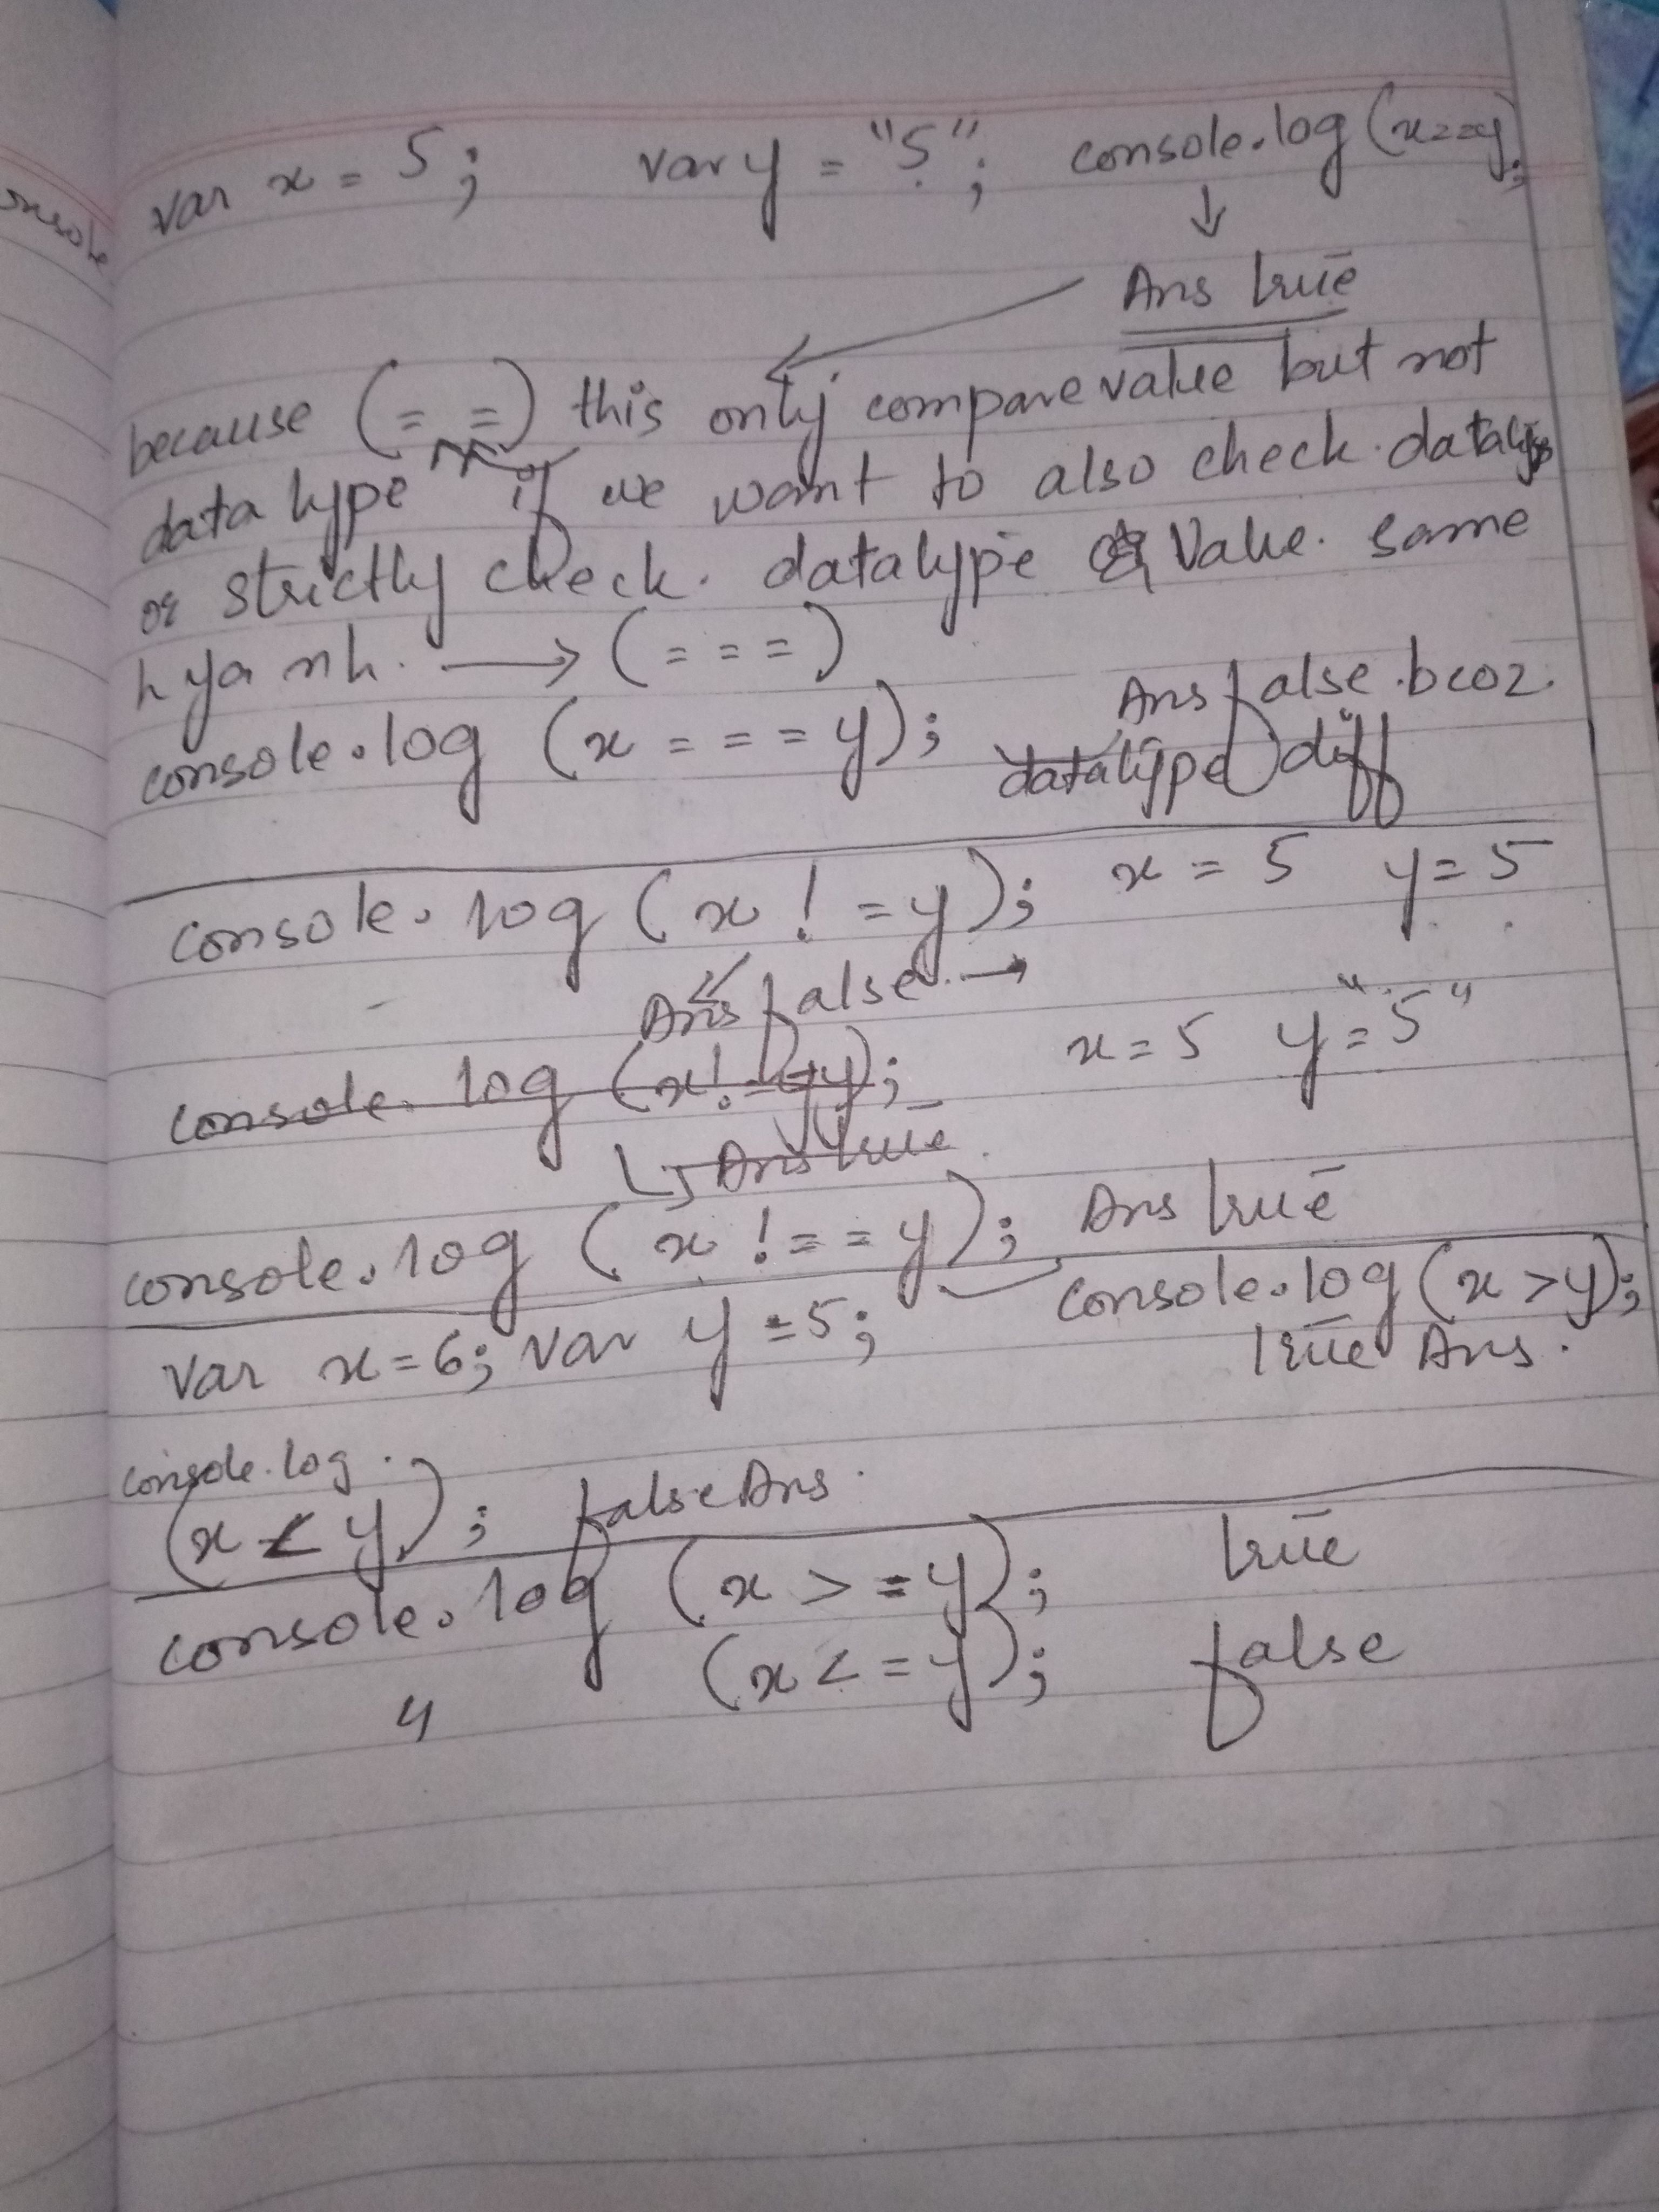 var x = 5; var y = "5"; console.log (x==y);
Ans true
because (= =) this only compare value but not
data type if we want to also check datatype
or strictly check. datatype & Value. same
h ya nh. → (= = =)
console.log (x = = = y); Ans false. bcoz.
datatype diff
console.log (x ! = y); x = 5 y = 5
Ans false →
console.log (x! = y); x = 5 y = "5"
Ans true
console.log (x ! = = y); Ans true
var x = 6; var y = 5; console.log (x > y);
true Ans.
console.log.
(x < y); false Ans.
console.log (x > = y); true
(x < = y); false
onsole